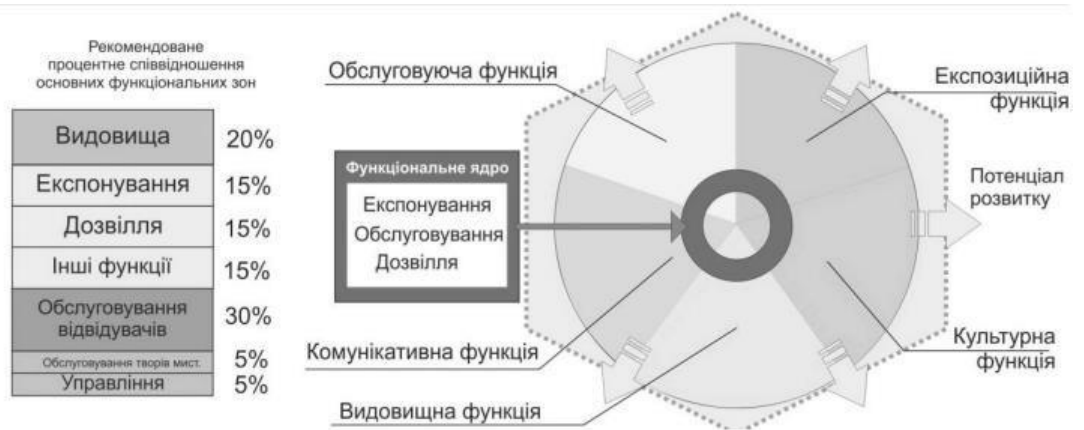 Рекомендоване
процентне співвідношення
основних функціональних зон
Видовища 20%
Експонування 15%
Дозвілля 15%
Інші функції 15%
Обслуговування
відвідувачів 30%
Обслуговування творів мист. 5%
Управління 5%
Обслуговуюча функція
Експозиційна
функція
Функціональне ядро
Експонування
Обслуговування
Дозвілля
Потенціал
розвитку
Комунікативна функція
Культурна
функція
Видовищна функція